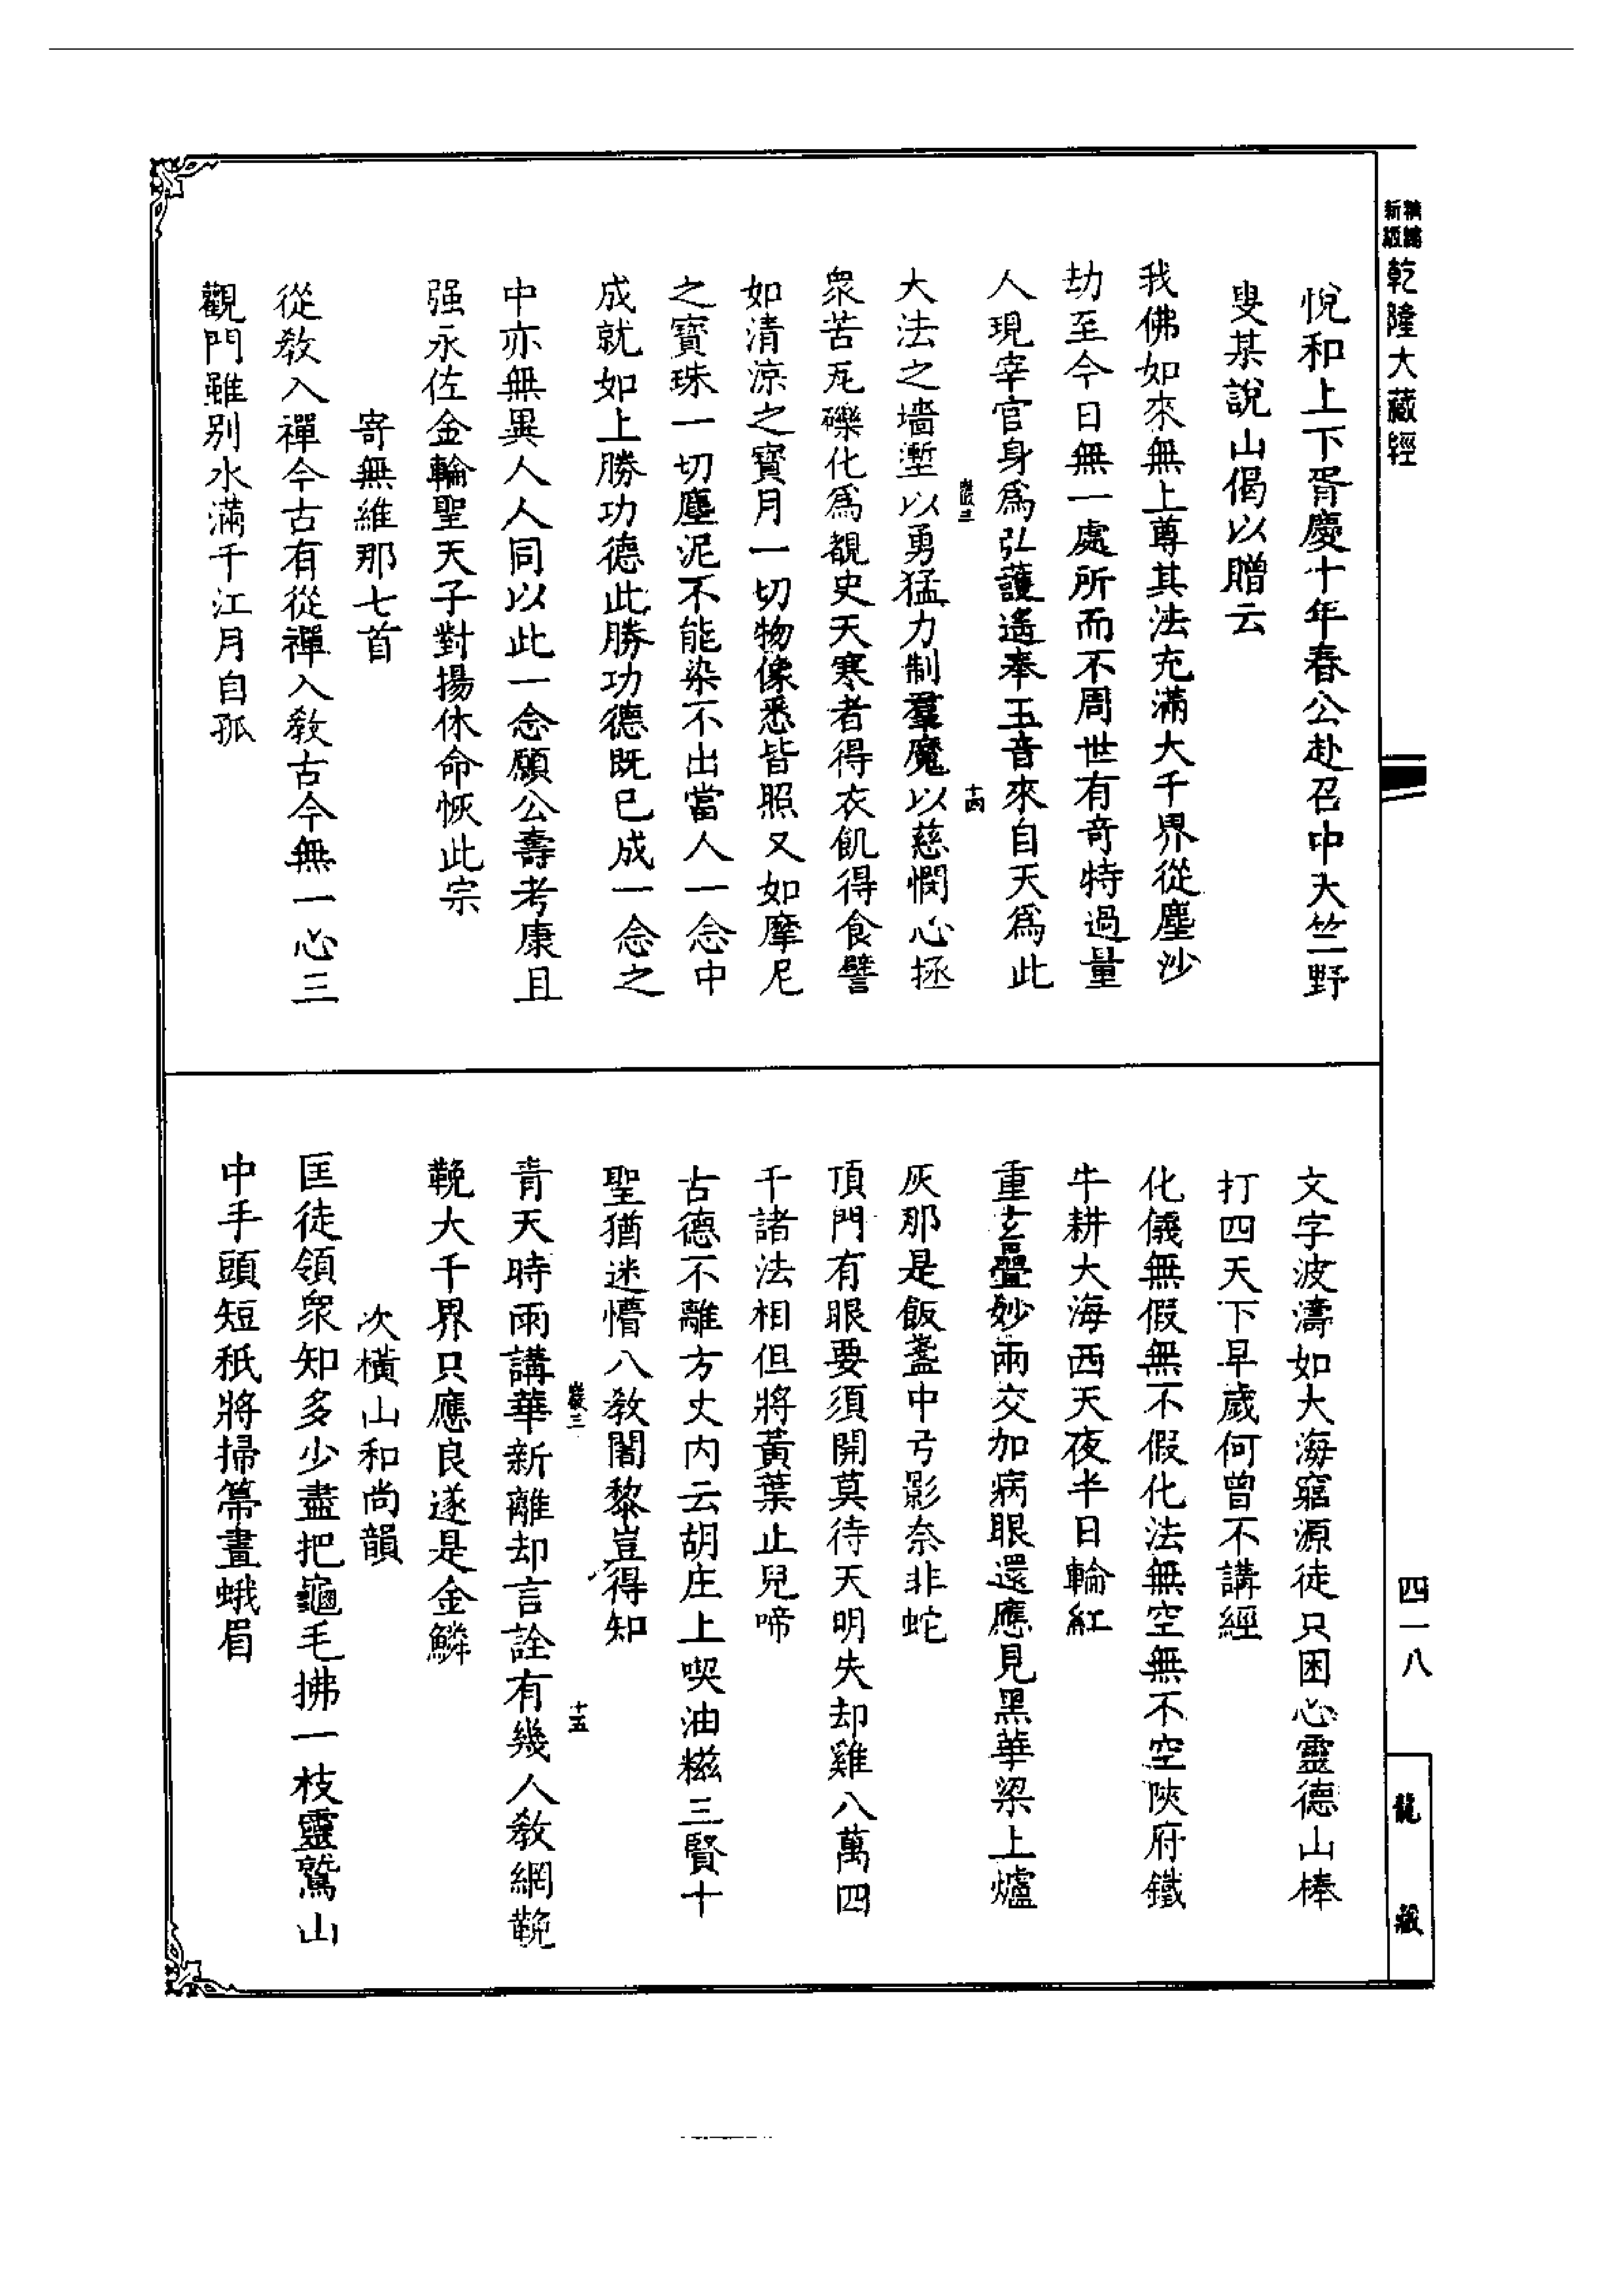 精編新版
乾隆大藏經
悅和上下胥慶十年春公赴召中大竺野
叟某說山偈以贈云
我佛如來無上尊其法充滿大千界從塵沙
劫至今日無一處所而不周世有奇特過量
人現宰官身爲弘護遙奉玉音來自天爲此
大法之墻壍以勇猛力制羣魔以慈憫心拯
巖三
十四
衆苦瓦礫化爲覩史天寒者得衣飢得食譬
如清涼之寶月一切物像悉皆照又如摩尼
之寶珠一切塵泥不能染不出當人一念中
成就如上勝功德此勝功德既已成一念之
中亦無異人人同以此一念願公壽考康且
强永佐金輪聖天子對揚休命恢此宗
寄無維那七首
從敎入禪今古有從禪入敎古今無一心三
觀門雖别水滿千江月自孤
文字波濤如大海窮源徒只困心靈德山棒
打四天下早歲何曾不講經
化儀無假無不假化法無空無不空陝府鐵
牛耕大海西天夜半日輪紅
重玄疊妙兩交加病眼還應見黑華梁上爐
灰那是飯盞中弓影奈非蛇
頂門有眼要須開莫待天明失却雞八萬四
千諸法相但將黃葉止兒啼
古德不離方丈内云胡庄上喫油糍三賢十
聖猶迷懵八敎闍黎豈得知
巖三
十五
靑天時雨講華新離却言詮有幾人敎網䩛
䩛大千界只應良遂是金鱗
次橫山和尚韻
匡徒領衆知多少盡把龜毛拂一枝靈鷲山
中手頭短秖將掃箒畫蛾眉
四一八
龍藏